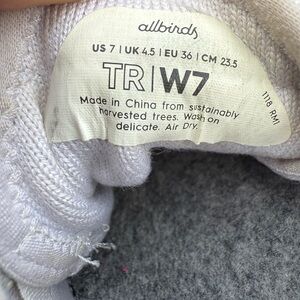 allbirds
US 7 | UK 4.5 | EU 36 | CM 23.5
TR|W7
Made in China from sustainably
harvested trees. Wash on
delicate. Air Dry.
1118 RMI